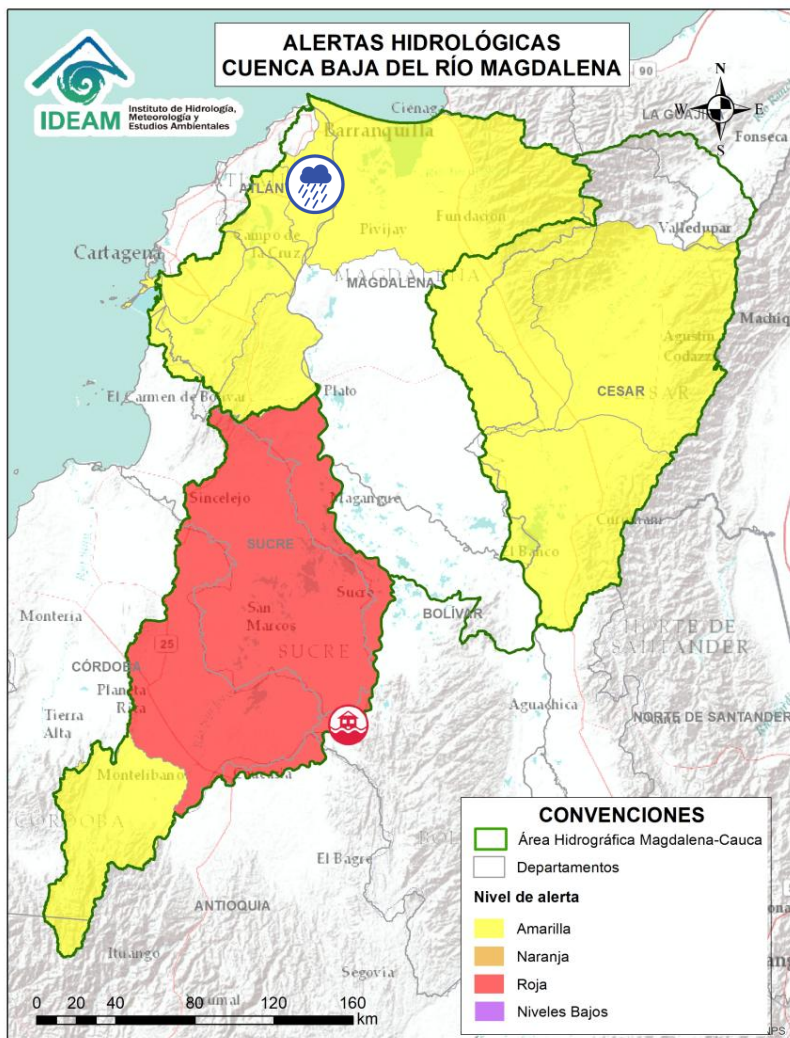 ALERTAS HIDROLÓGICAS
CUENCA BAJA DEL RÍO MAGDALENA
IDEAM
Instituto de Hidrología,
Meteorología y
Estudios Ambientales
90
N
W
E
S
Ciénaga
LA GUAJIRA
Barranquilla
Fonseca
Fundación
Pivijay
Valledupar
Campo de
la Cruz
Cartagena
MAGDALENA
MAGDALENA
Agustín
Codazzi
CESAR
El Carmen de Bolívar
Plato
Sincelejo
Magangue
SUCRE
El Banco
Sucre
San
Marcos
BOLÍVAR
Montería
25
SUCRE
NORTE DE
SANTANDER
CÓRDOBA
Planeta
Rica
Aguachica
Tierra
Alta
NORTE DE SANTANDER
Montelibano
CÓRDOBA
El Bagre
ANTIOQUIA
Ituango
Segovia
CONVENCIONES
Área Hidrográfica Magdalena-Cauca
Departamentos
Nivel de alerta
Amarilla
Naranja
Roja
Niveles Bajos
0 20 40 80 120 160
km